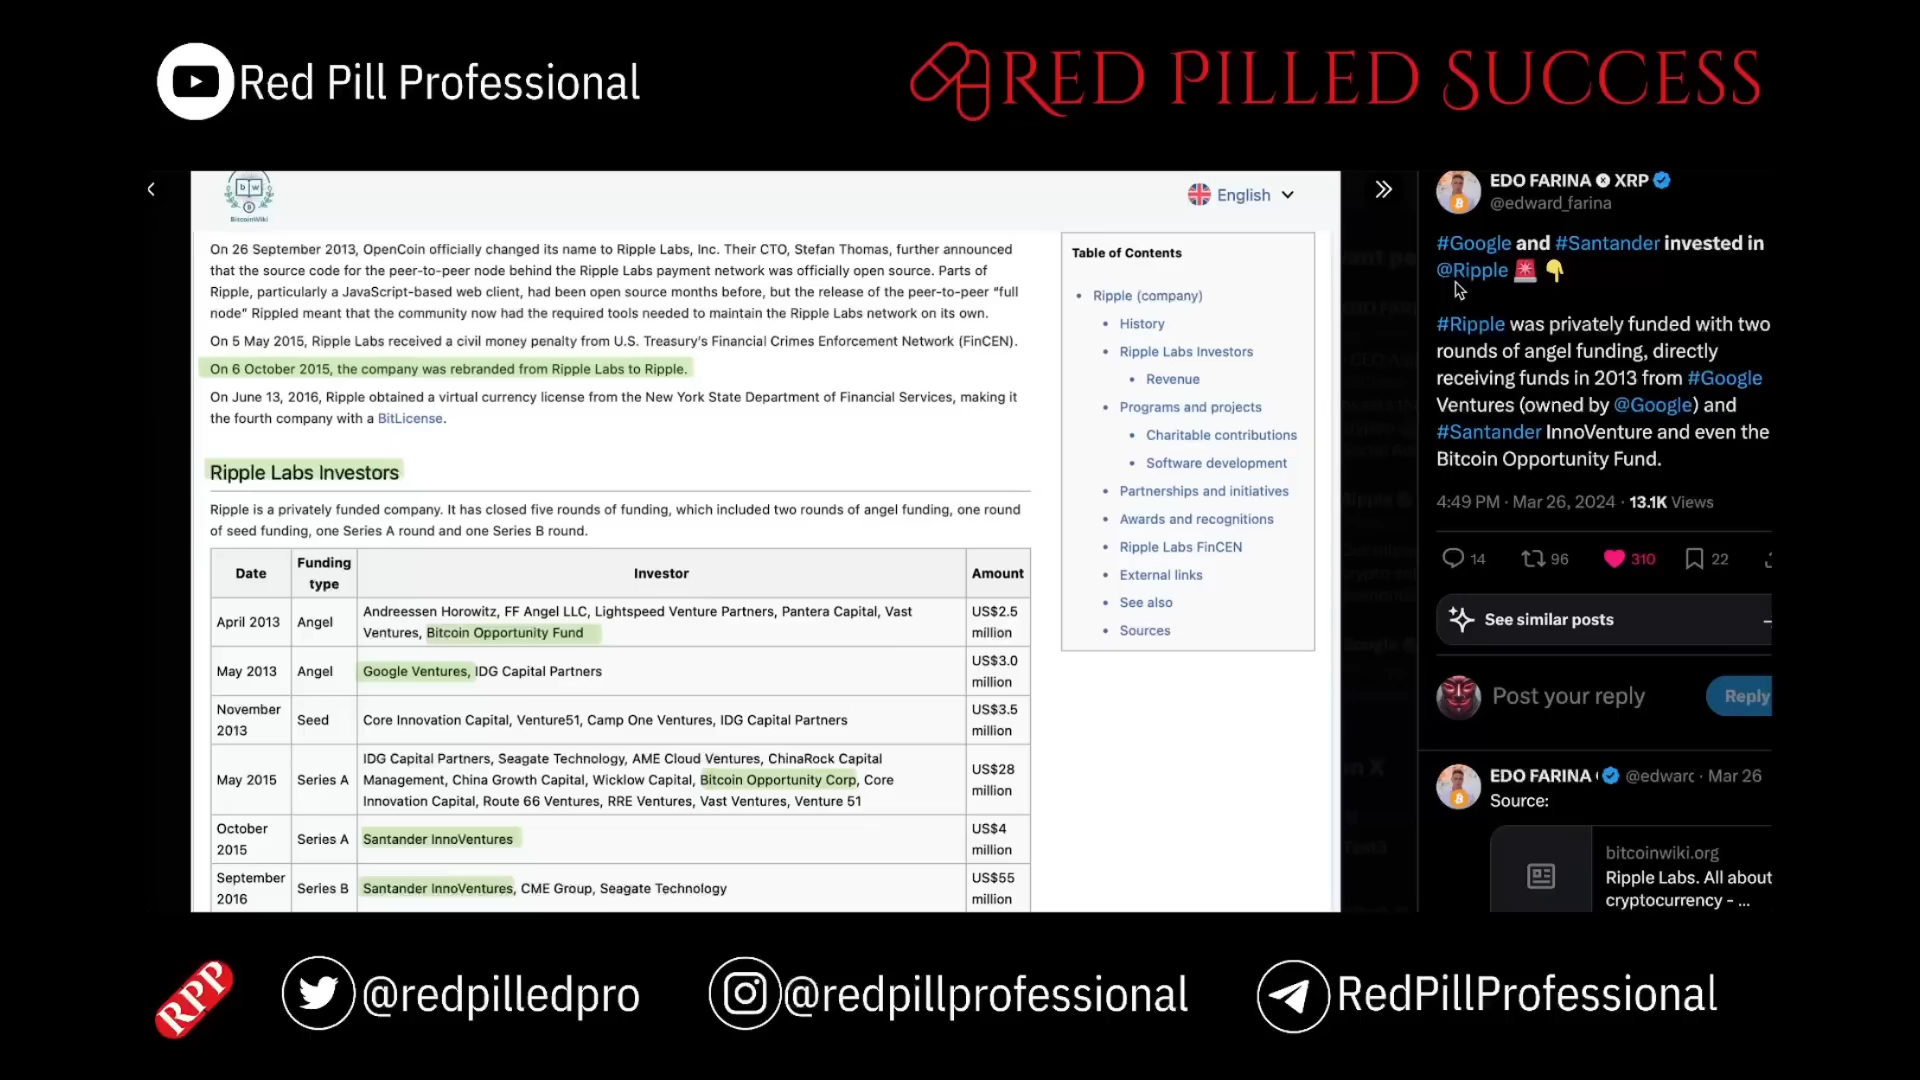 Red Pill Professional
RED PILLED SUCCESS
BitcoinWiki
English
On 26 September 2013, OpenCoin officially changed its name to Ripple Labs, Inc. Their CTO, Stefan Thomas, further announced
that the source code for the peer-to-peer node behind the Ripple Labs payment network was officially open source. Parts of
Ripple, particularly a JavaScript-based web client, had been open source months before, but the release of the peer-to-peer “full
node” Rippled meant that the community now had the required tools needed to maintain the Ripple Labs network on its own.
On 5 May 2015, Ripple Labs received a civil money penalty from U.S. Treasury’s Financial Crimes Enforcement Network (FinCEN).
On 6 October 2015, the company was rebranded from Ripple Labs to Ripple.
On June 13, 2016, Ripple obtained a virtual currency license from the New York State Department of Financial Services, making it
the fourth company with a BitLicense.
Ripple Labs Investors
Ripple is a privately funded company. It has closed five rounds of funding, which included two rounds of angel funding, one round
of seed funding, one Series A round and one Series B round.
Date
Funding
type
Investor
Amount
April 2013
Angel
Andreessen Horowitz, FF Angel LLC, Lightspeed Venture Partners, Pantera Capital, Vast
Ventures, Bitcoin Opportunity Fund
US$2.5
million
May 2013
Angel
Google Ventures, IDG Capital Partners
US$3.0
million
November
2013
Seed
Core Innovation Capital, Venture51, Camp One Ventures, IDG Capital Partners
US$3.5
million
May 2015
Series A
IDG Capital Partners, Seagate Technology, AME Cloud Ventures, ChinaRock Capital
Management, China Growth Capital, Wicklow Capital, Bitcoin Opportunity Corp, Core
Innovation Capital, Route 66 Ventures, RRE Ventures, Vast Ventures, Venture 51
US$28
million
October
2015
Series A
Santander InnoVentures
US$4
million
September
2016
Series B
Santander InnoVentures, CME Group, Seagate Technology
US$55
million
Table of Contents
Ripple (company)
History
Ripple Labs Investors
Revenue
Programs and projects
Charitable contributions
Software development
Partnerships and initiatives
Awards and recognitions
Ripple Labs FinCEN
External links
See also
Sources
EDO FARINA XRP
@edward_farina
#Google and #Santander invested in
@Ripple
#Ripple was privately funded with two
rounds of angel funding, directly
receiving funds in 2013 from #Google
Ventures (owned by @Google) and
#Santander InnoVenture and even the
Bitcoin Opportunity Fund.
4:49 PM · Mar 26, 2024 · 13.1K Views
14
96
310
22
See similar posts
Post your reply
Reply
EDO FARINA @edwarc · Mar 26
Source:
bitcoinwiki.org
Ripple Labs. All about
cryptocurrency - ...
RPP
@redpilledpro
@redpillprofessional
RedPillProfessional